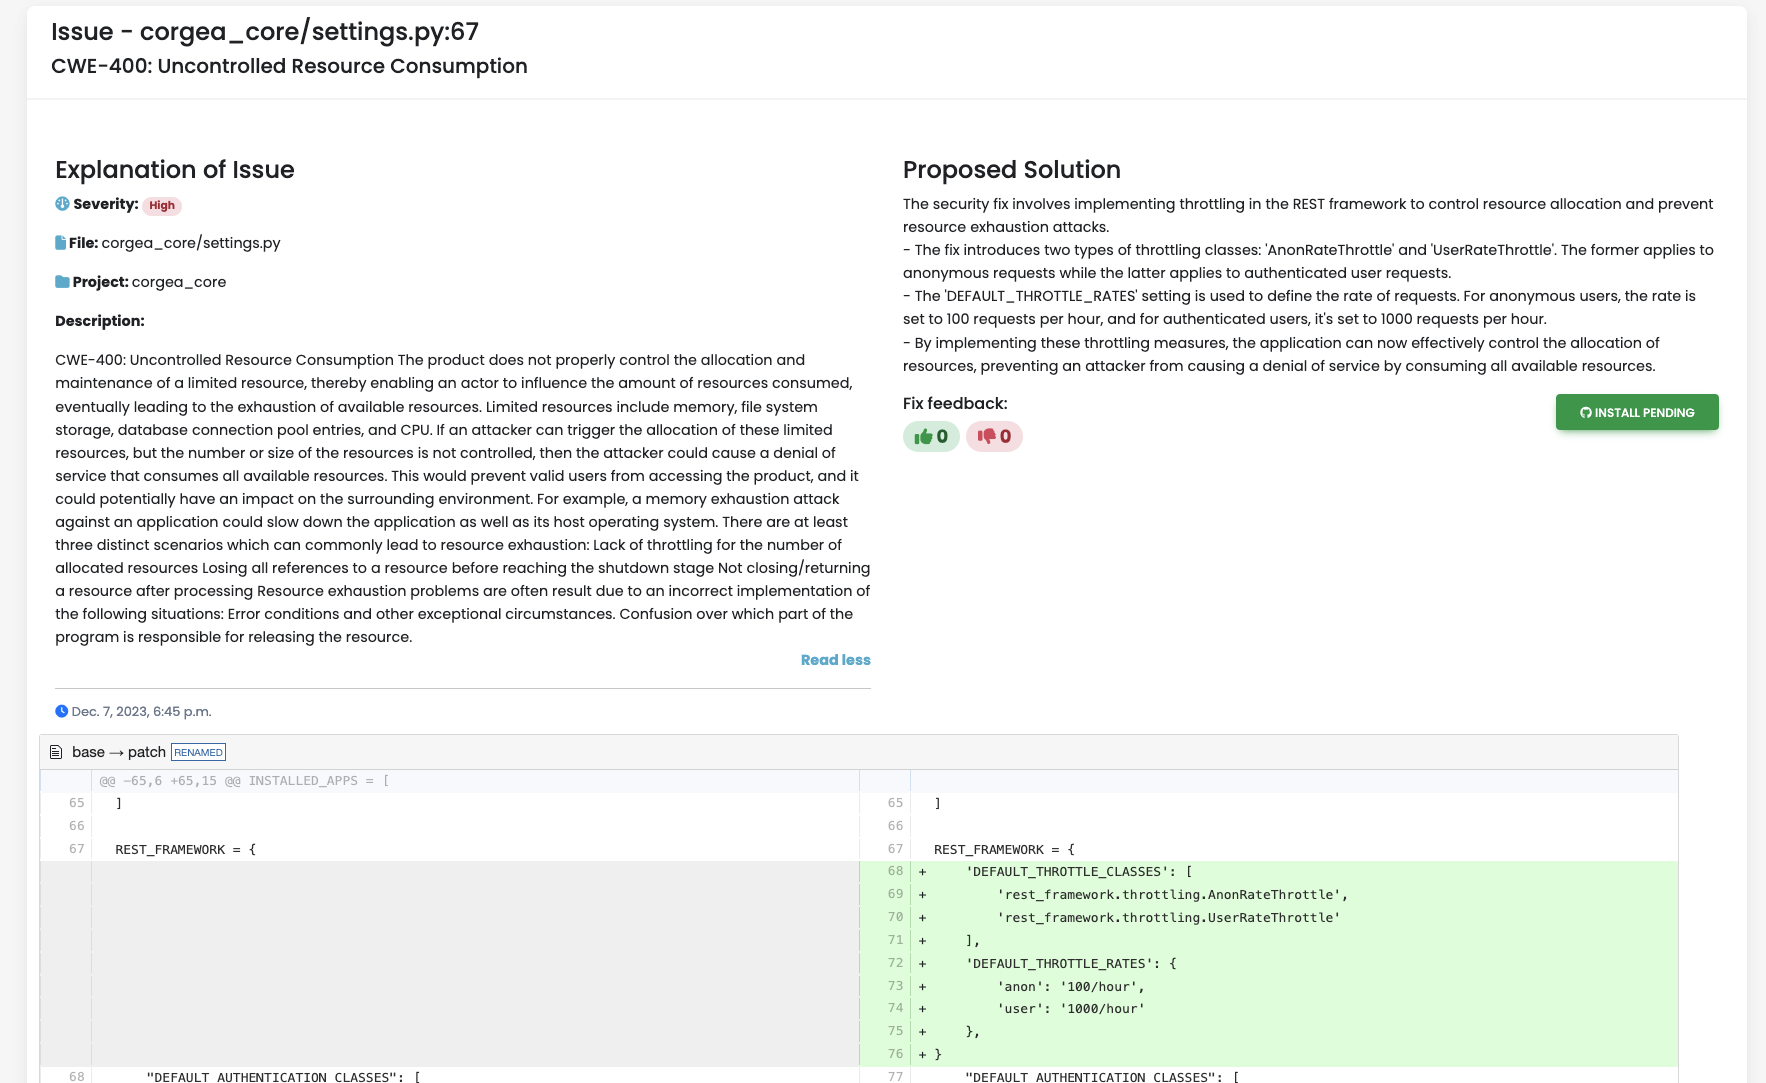 Issue - corgea_core/settings.py:67
CWE-400: Uncontrolled Resource Consumption
Explanation of Issue
Severity: High
File: corgea_core/settings.py
Project: corgea_core
Description:
CWE-400: Uncontrolled Resource Consumption The product does not properly control the allocation and
maintenance of a limited resource, thereby enabling an actor to influence the amount of resources consumed,
eventually leading to the exhaustion of available resources. Limited resources include memory, file system
storage, database connection pool entries, and CPU. If an attacker can trigger the allocation of these limited
resources, but the number or size of the resources is not controlled, then the attacker could cause a denial of
service that consumes all available resources. This would prevent valid users from accessing the product, and it
could potentially have an impact on the surrounding environment. For example, a memory exhaustion attack
against an application could slow down the application as well as its host operating system. There are at least
three distinct scenarios which can commonly lead to resource exhaustion: Lack of throttling for the number of
allocated resources Losing all references to a resource before reaching the shutdown stage Not closing/returning
a resource after processing Resource exhaustion problems are often result due to an incorrect implementation of
the following situations: Error conditions and other exceptional circumstances. Confusion over which part of the
program is responsible for releasing the resource.
Read less
Dec. 7, 2023, 6:45 p.m.
Proposed Solution
The security fix involves implementing throttling in the REST framework to control resource allocation and prevent
resource exhaustion attacks.
- The fix introduces two types of throttling classes: 'AnonRateThrottle' and 'UserRateThrottle'. The former applies to
anonymous requests while the latter applies to authenticated user requests.
- The 'DEFAULT_THROTTLE_RATES' setting is used to define the rate of requests. For anonymous users, the rate is
set to 100 requests per hour, and for authenticated users, it's set to 1000 requests per hour.
- By implementing these throttling measures, the application can now effectively control the allocation of
resources, preventing an attacker from causing a denial of service by consuming all available resources.
Fix feedback:
0 0
INSTALL PENDING
base → patch RENAMED
@@ -65,6 +65,15 @@ INSTALLED_APPS = [
65 ]
66
67 REST_FRAMEWORK = {
68 "DEFAULT_AUTHENTICATION_CLASSES": [
65 ]
66
67 REST_FRAMEWORK = {
68 + 'DEFAULT_THROTTLE_CLASSES': [
69 + 'rest_framework.throttling.AnonRateThrottle',
70 + 'rest_framework.throttling.UserRateThrottle'
71 + ],
72 + 'DEFAULT_THROTTLE_RATES': {
73 + 'anon': '100/hour',
74 + 'user': '1000/hour'
75 + },
76 + }
77 "DEFAULT_AUTHENTICATION_CLASSES": [